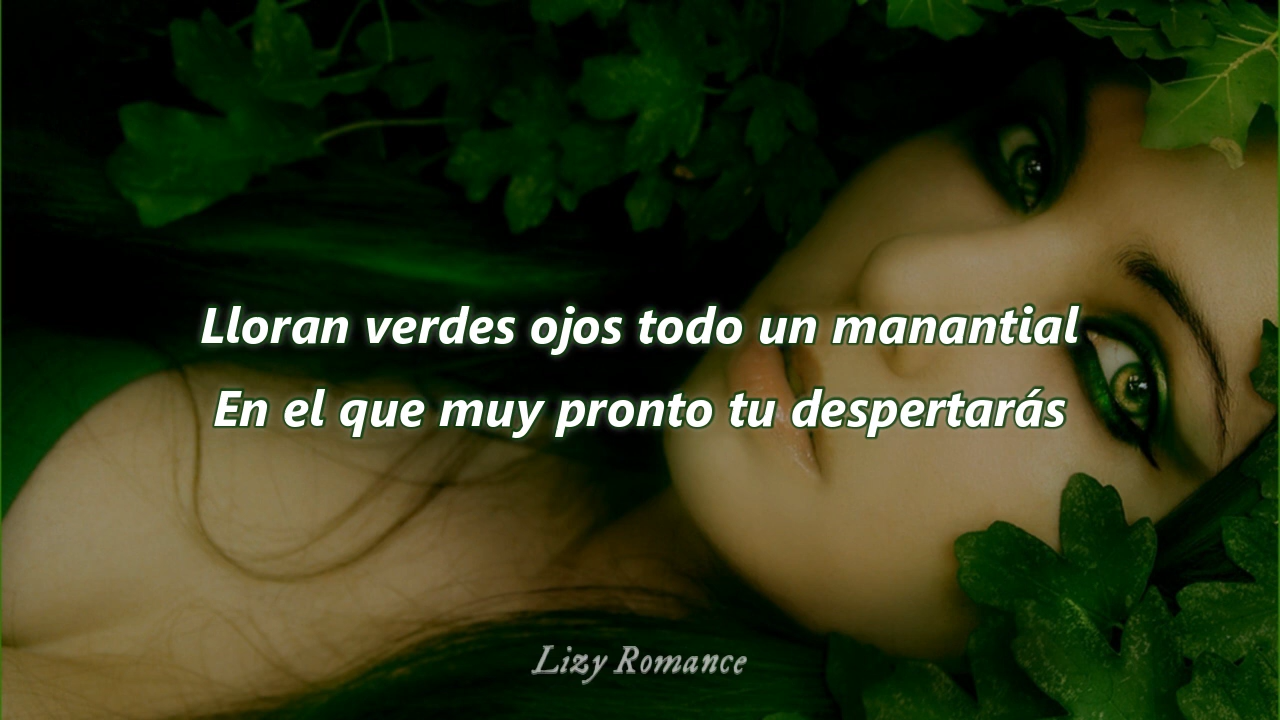 Lloran verdes ojos todo un manantial
En el que muy pronto tu despertarás
Lizy Romance